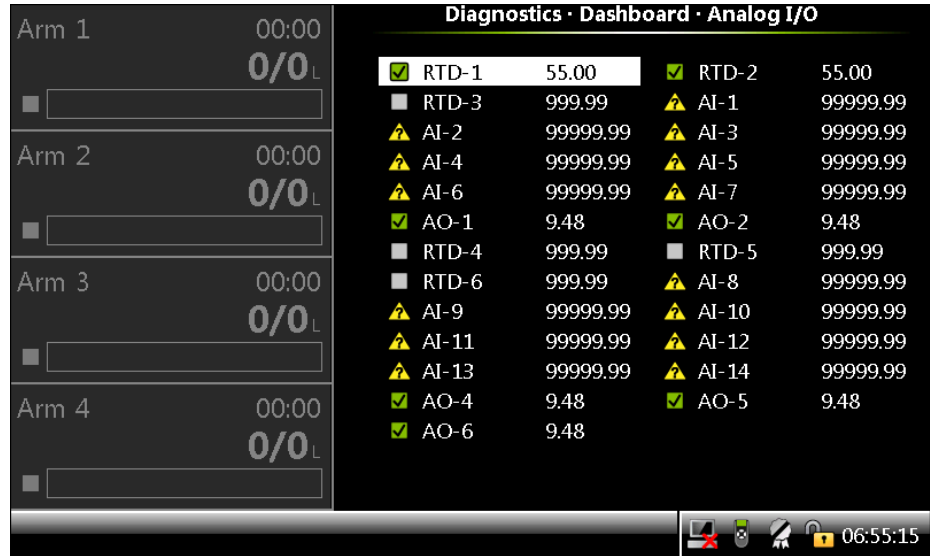 Arm 1 00:00
0/0 L
Arm 2 00:00
0/0 L
Arm 3 00:00
0/0 L
Arm 4 00:00
0/0 L
Diagnostics · Dashboard · Analog I/O
RTD-1 55.00 RTD-2 55.00
RTD-3 999.99 AI-1 99999.99
AI-2 99999.99 AI-3 99999.99
AI-4 99999.99 AI-5 99999.99
AI-6 99999.99 AI-7 99999.99
AO-1 9.48 AO-2 9.48
RTD-4 999.99 RTD-5 999.99
RTD-6 999.99 AI-8 99999.99
AI-9 99999.99 AI-10 99999.99
AI-11 99999.99 AI-12 99999.99
AI-13 99999.99 AI-14 99999.99
AO-4 9.48 AO-5 9.48
AO-6 9.48
06:55:15